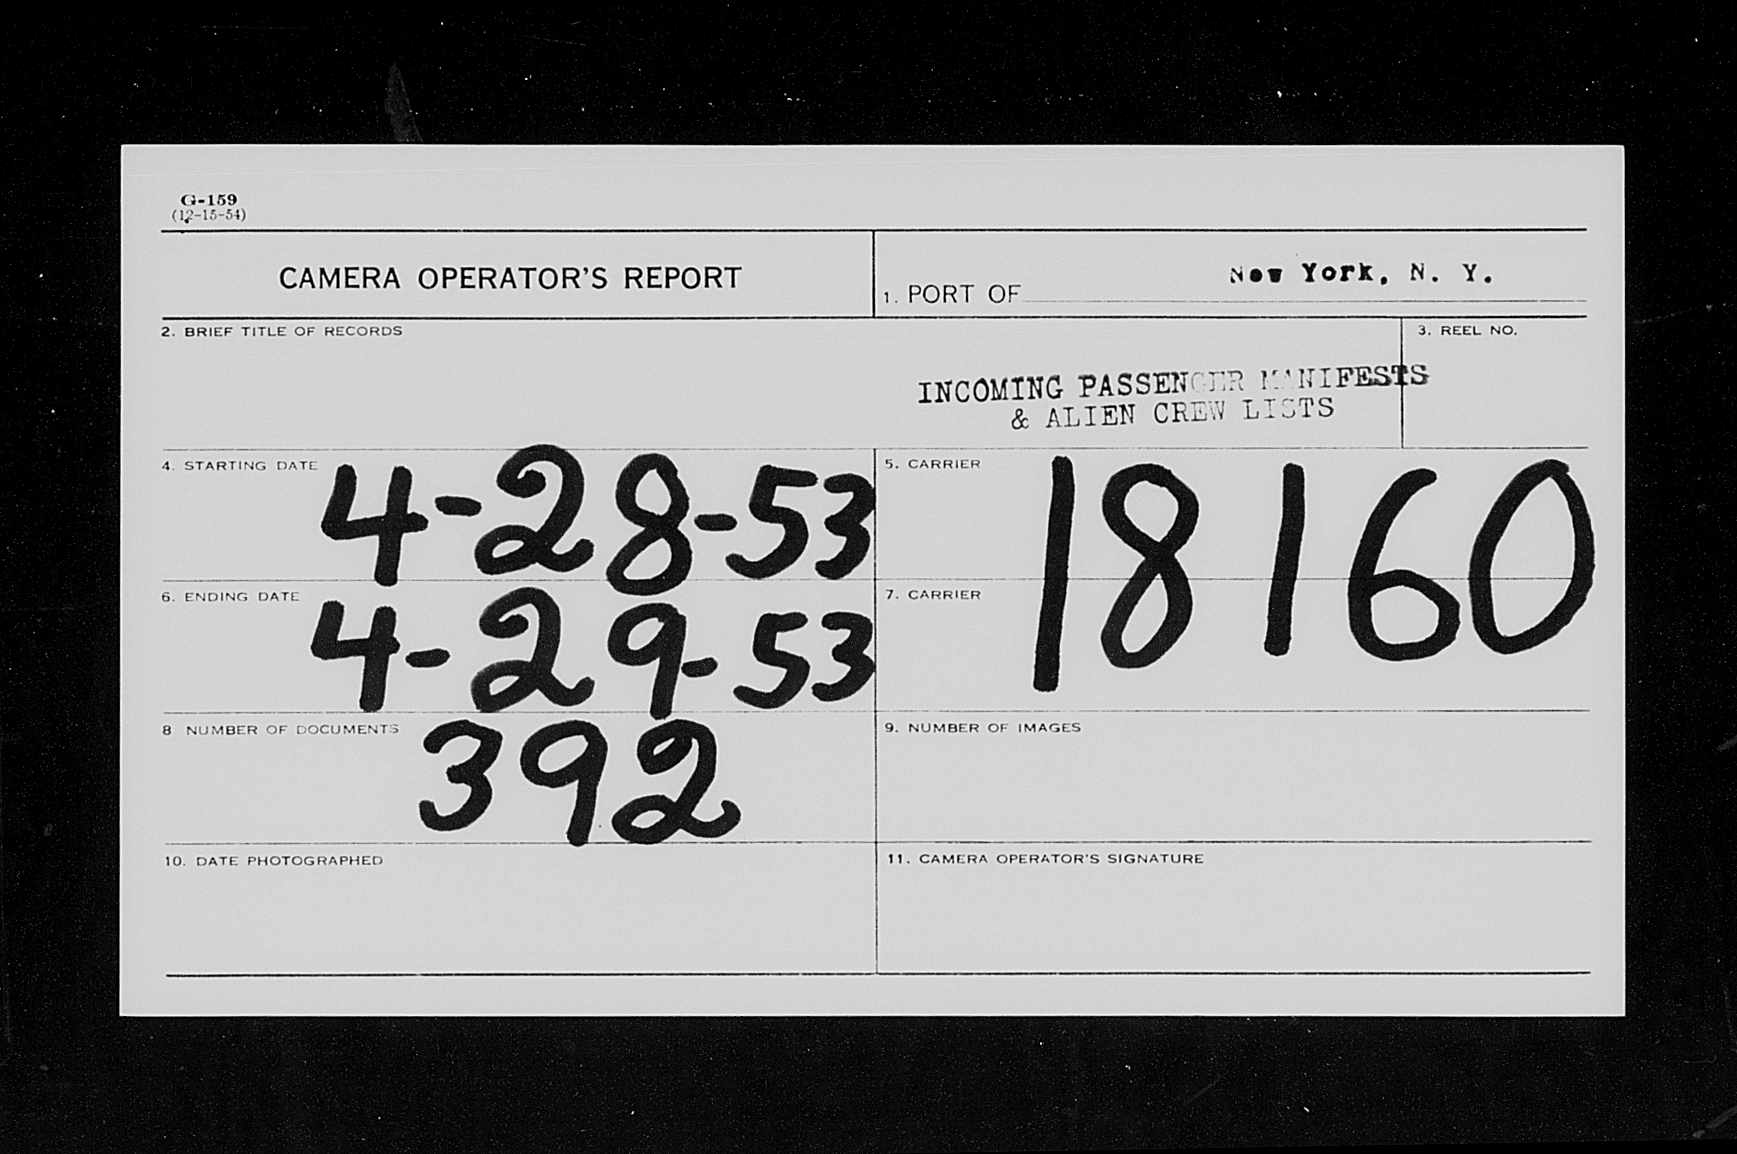 G-159
(12-15-54)
CAMERA OPERATOR'S REPORT
1. PORT OF New York, N. Y.
2. BRIEF TITLE OF RECORDS
3. REEL NO.
INCOMING PASSENGER MANIFESTS
& ALIEN CREW LISTS
4. STARTING DATE 4-28-53
5. CARRIER
18160
6. ENDING DATE 4-29-53
7. CARRIER
8 NUMBER OF DOCUMENTS 392
9. NUMBER OF IMAGES
10. DATE PHOTOGRAPHED
11. CAMERA OPERATOR'S SIGNATURE